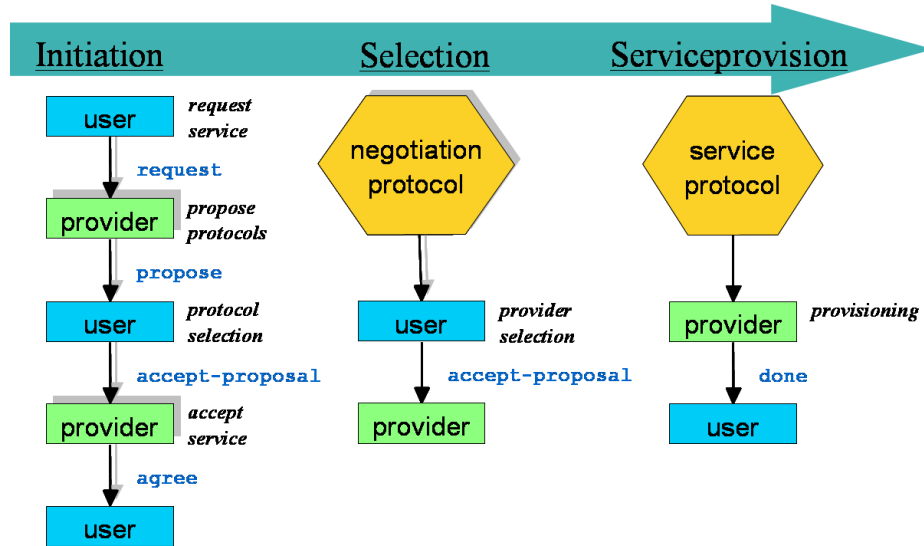 Initiation
Selection
Serviceprovision
user
request
service
request
provider
propose
protocols
propose
user
protocol
selection
accept-proposal
provider
accept
service
agree
user
negotiation
protocol
user
provider
selection
accept-proposal
provider
service
protocol
provider
provisioning
done
user